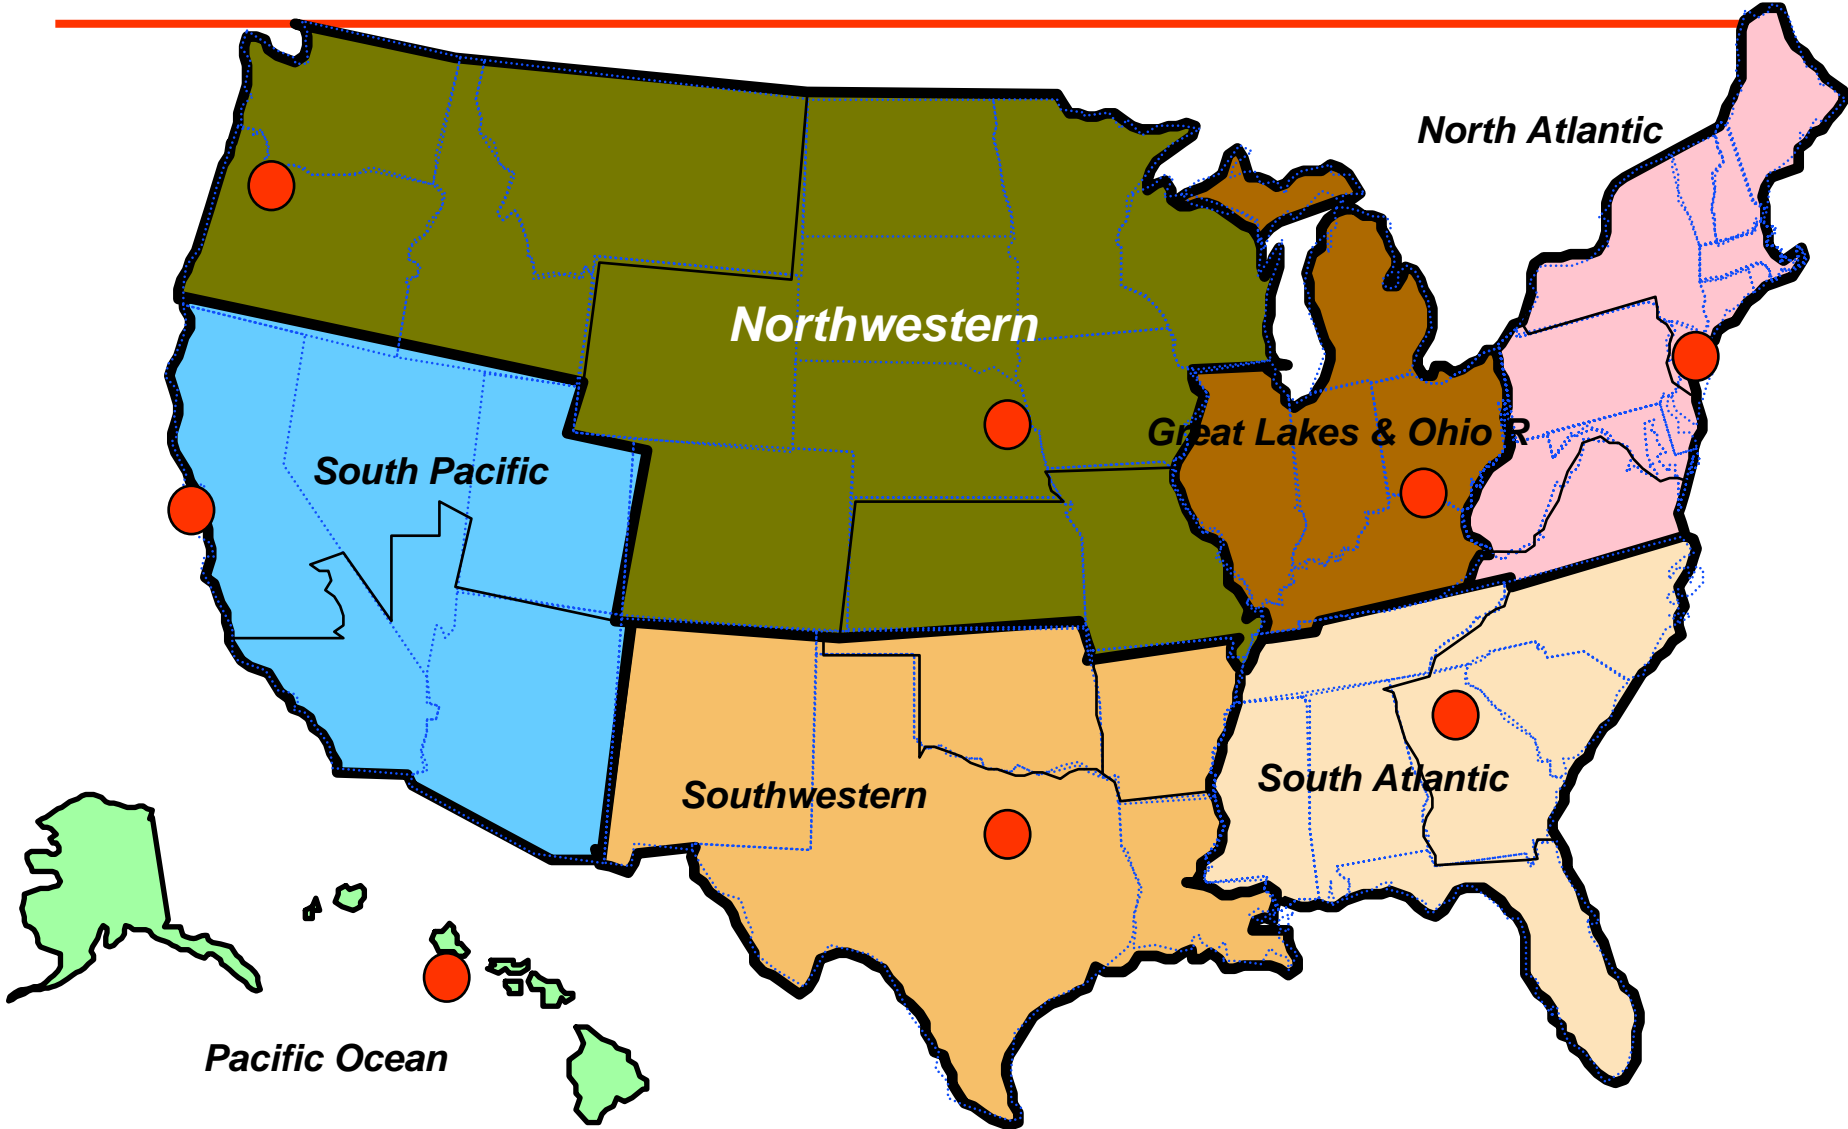 North Atlantic
Northwestern
Great Lakes & Ohio R
South Pacific
Southwestern
South Atlantic
Pacific Ocean